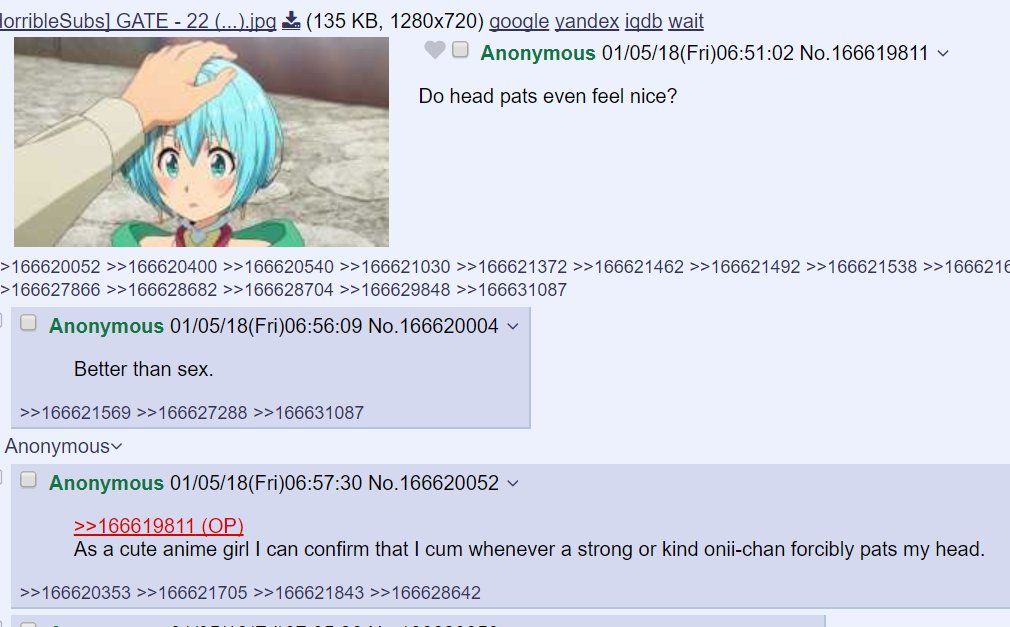 [HorribleSubs] GATE - 22 (...).jpg (135 KB, 1280x720) google yandex iqdb wait
Anonymous 01/05/18(Fri)06:51:02 No.166619811
Do head pats even feel nice?
>166620052 >>166620400 >>166620540 >>166621030 >>166621372 >>166621462 >>166621492 >>166621538 >>1666216
>166627866 >>166628682 >>166628704 >>166629848 >>166631087
Anonymous 01/05/18(Fri)06:56:09 No.166620004
Better than sex.
>>166621569 >>166627288 >>166631087
Anonymous
Anonymous 01/05/18(Fri)06:57:30 No.166620052
>>166619811 (OP)
As a cute anime girl I can confirm that I cum whenever a strong or kind onii-chan forcibly pats my head.
>>166620353 >>166621705 >>166621843 >>166628642